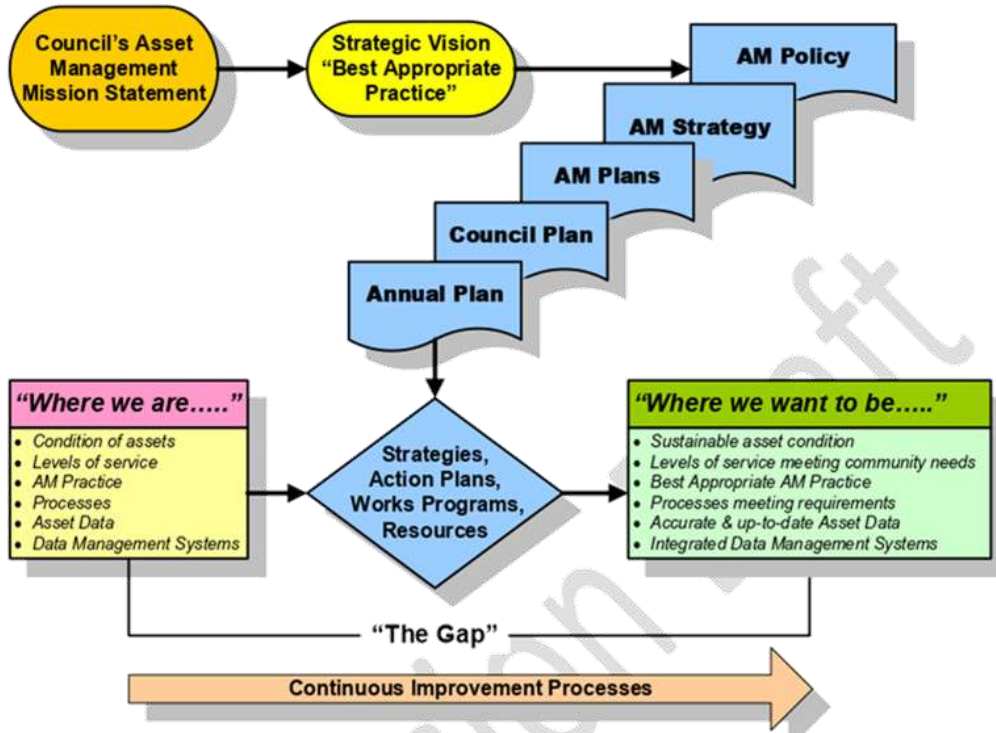 Council's Asset
Management
Mission Statement
Strategic Vision
"Best Appropriate
Practice"
AM Policy
AM Strategy
AM Plans
Council Plan
Annual Plan
"Where we are….."
• Condition of assets
• Levels of service
• AM Practice
• Processes
• Asset Data
• Data Management Systems
Strategies,
Action Plans,
Works Programs,
Resources
"Where we want to be….."
• Sustainable asset condition
• Levels of service meeting community needs
• Best Appropriate AM Practice
• Processes meeting requirements
• Accurate & up-to-date Asset Data
• Integrated Data Management Systems
"The Gap"
Continuous Improvement Processes